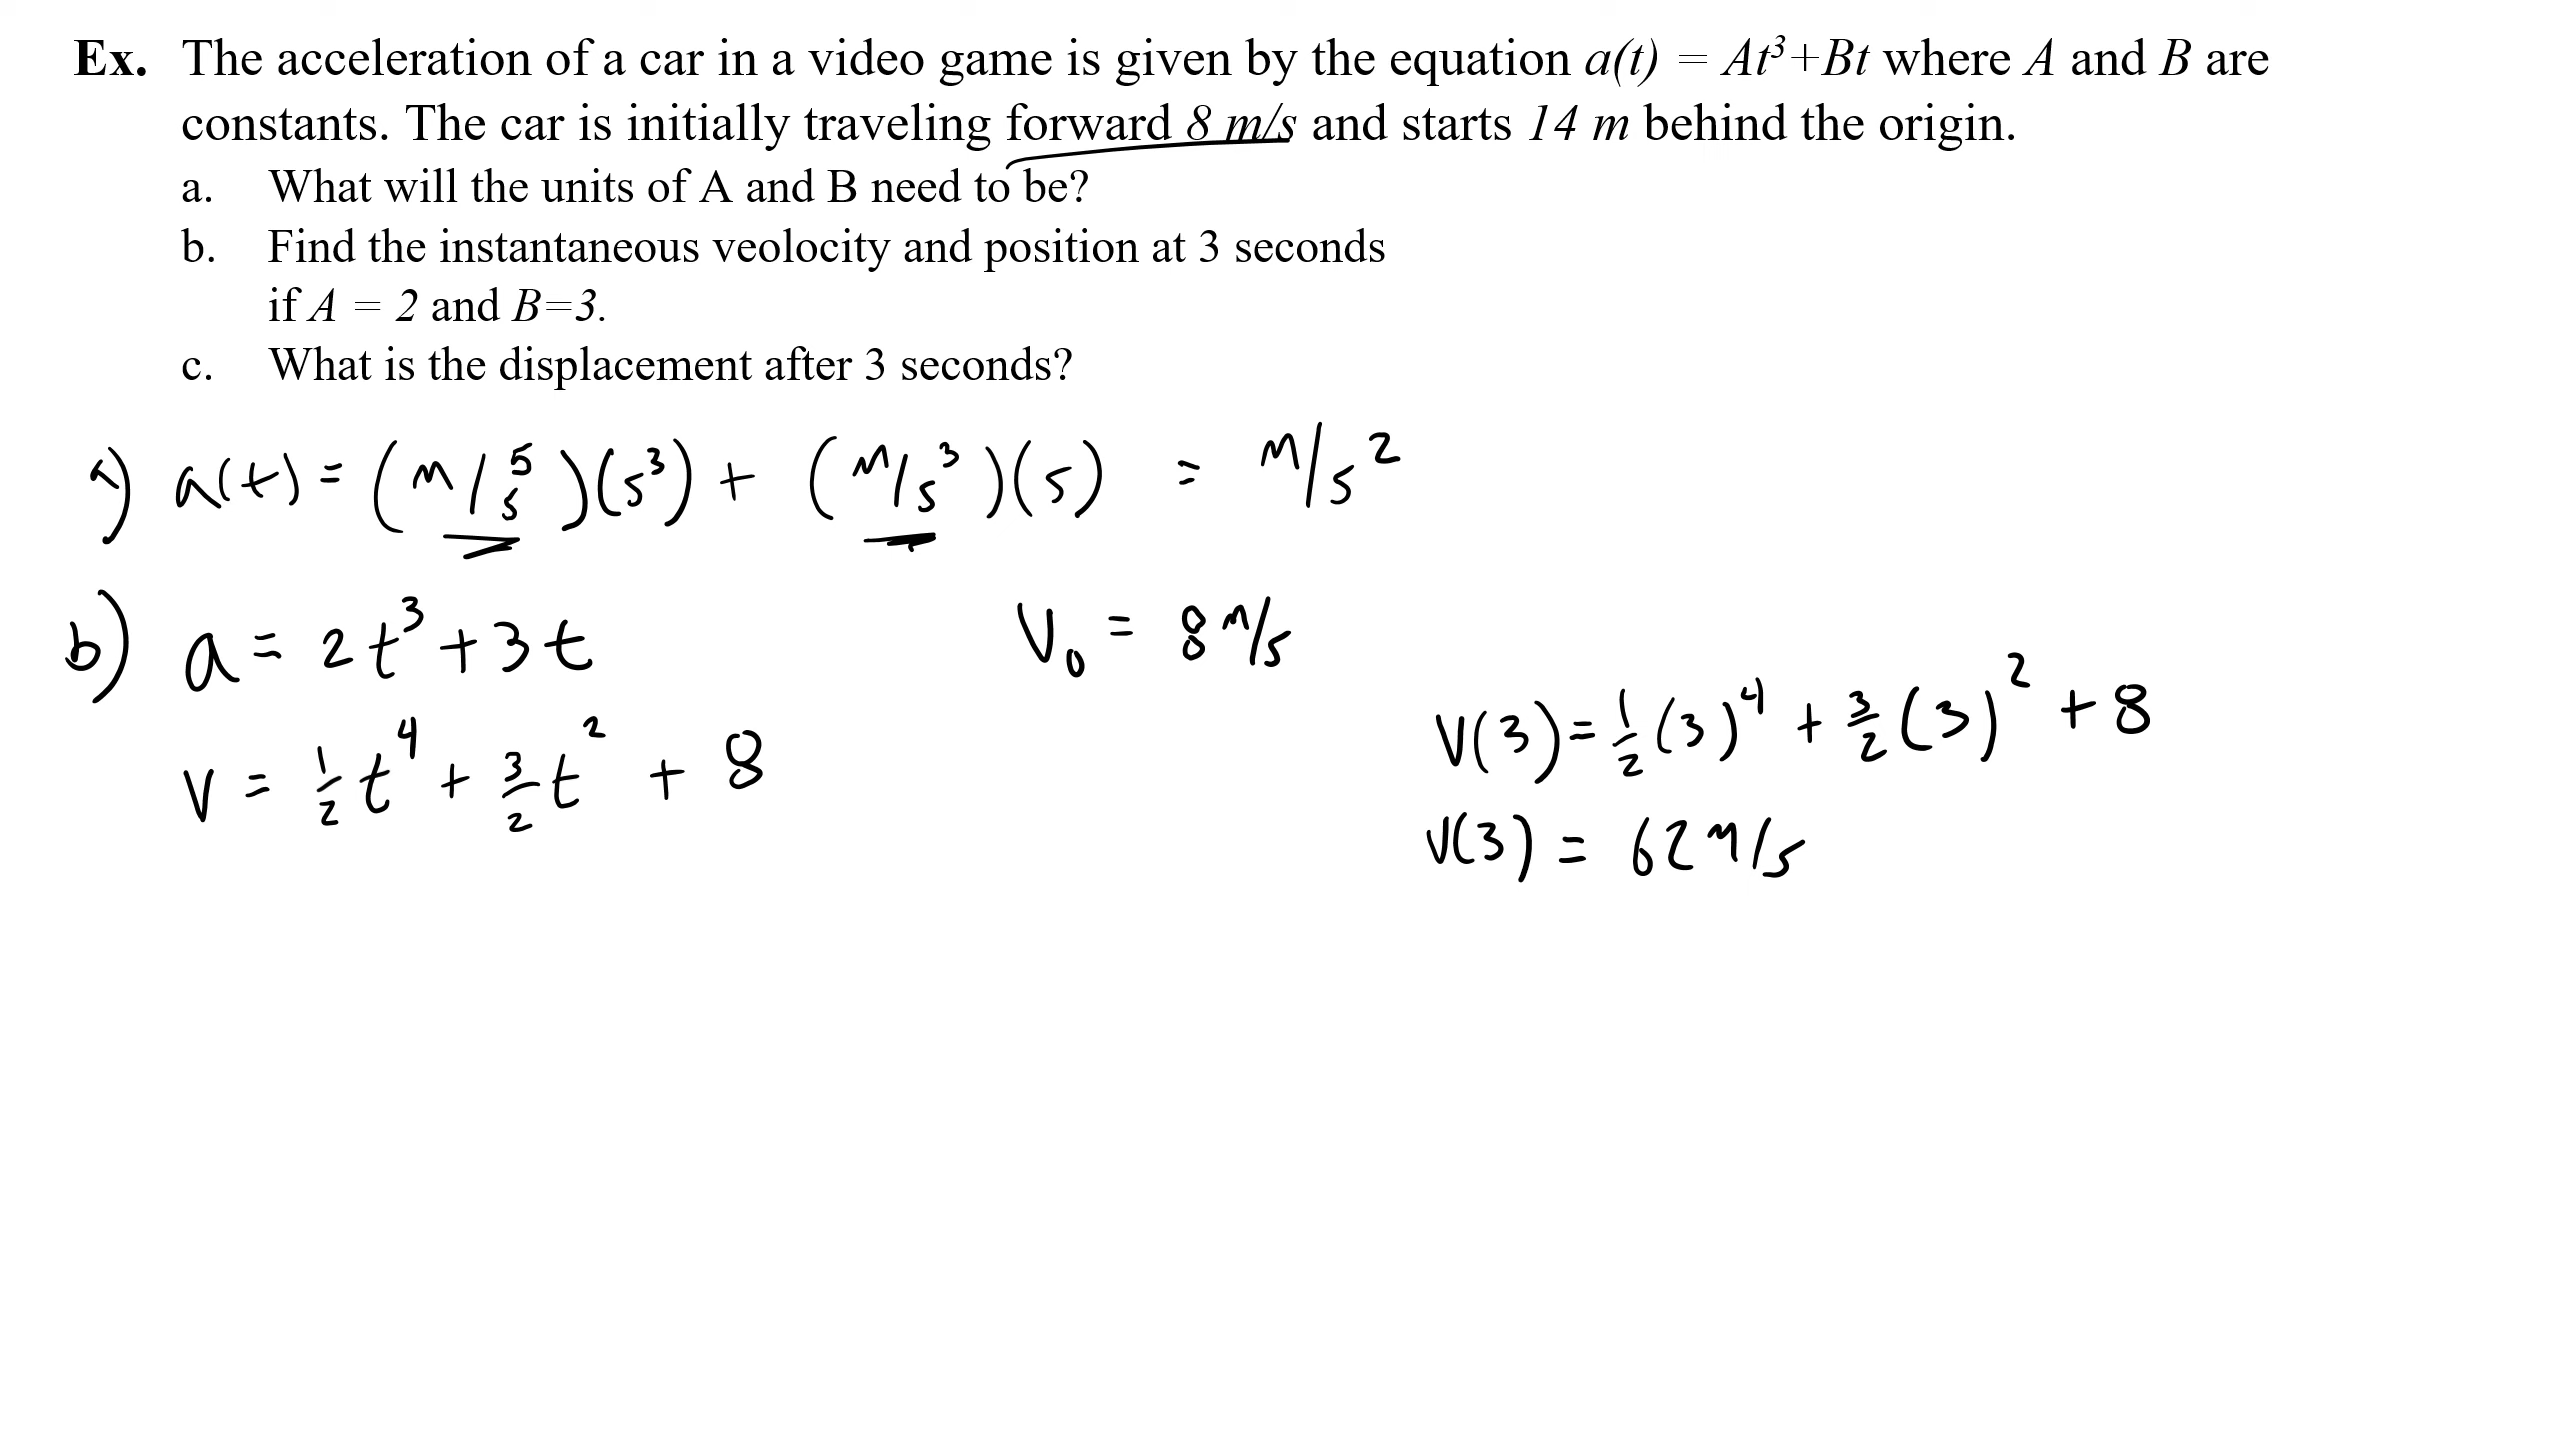 Ex. The acceleration of a car in a video game is given by the equation a(t) = At³+Bt where A and B are
constants. The car is initially traveling forward 8 m/s and starts 14 m behind the origin.
a. What will the units of A and B need to be?
b. Find the instantaneous veolocity and position at 3 seconds
if A = 2 and B=3.
c. What is the displacement after 3 seconds?
a) a(t) = (m/s⁵)(s³) + (m/s³)(s) = m/s²
b) a = 2t³ + 3t
V₀ = 8 m/s
v = 1/2 t⁴ + 3/2 t² + 8
V(3) = 1/2 (3)⁴ + 3/2 (3)² + 8
V(3) = 62 m/s